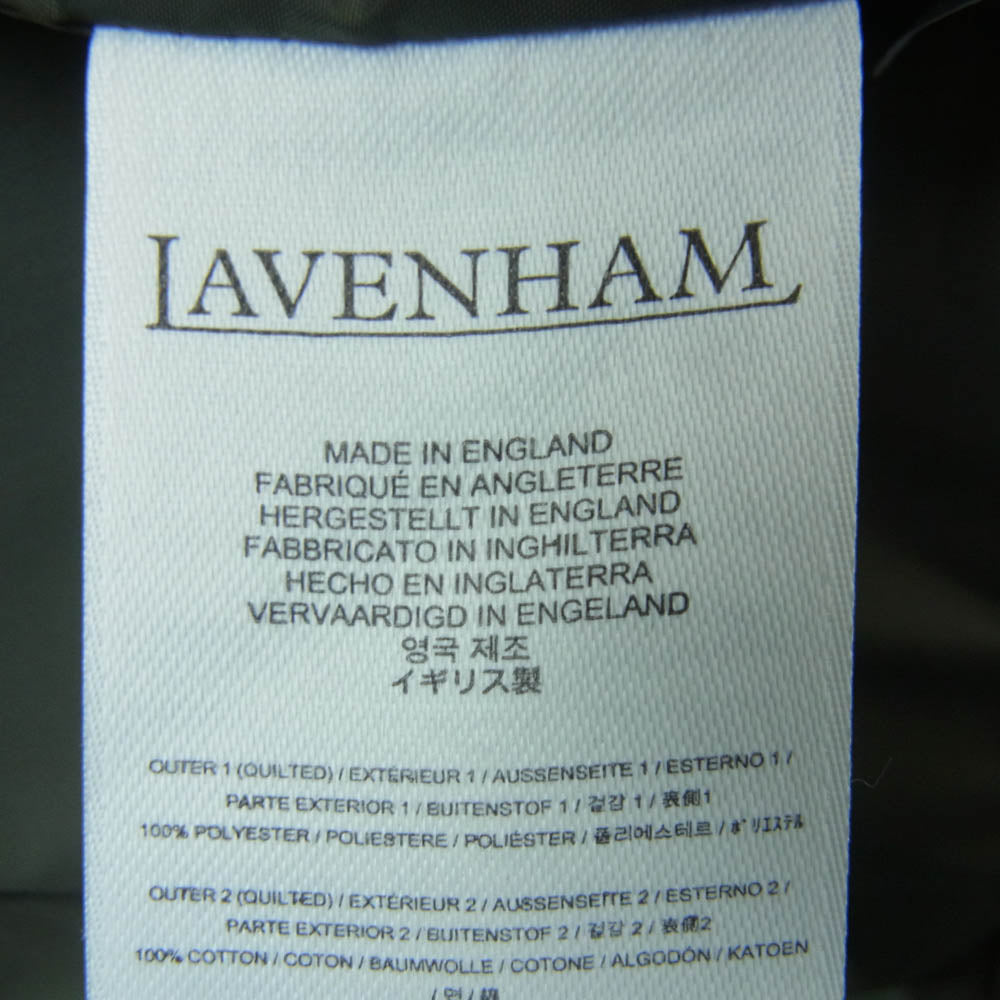 LAVENHAM
MADE IN ENGLAND
FABRIQUÉ EN ANGLETERRE
HERGESTELLT IN ENGLAND
FABBRICATO IN INGHILTERRA
HECHO EN INGLATERRA
VERVAARDIGD IN ENGELAND
영국 제조
イギリス製
OUTER 1 (QUILTED) / EXTÉRIEUR 1 / AUSSENSEITE 1 / ESTERNO 1 /
PARTE EXTERIOR 1 / BUITENSTOF 1 / 겉감 1 / 表側1
100% POLYESTER / POLIESTERE / POLIÉSTER / 폴리에스테르 / ポリエステル
OUTER 2 (QUILTED) / EXTÉRIEUR 2 / AUSSENSEITE 2 / ESTERNO 2 /
PARTE EXTERIOR 2 / BUITENSTOF 2 / 겉감 2 / 表側2
100% COTTON / COTON / BAUMWOLLE / COTONE / ALGODÓN / KATOEN
/ 면 / 綿